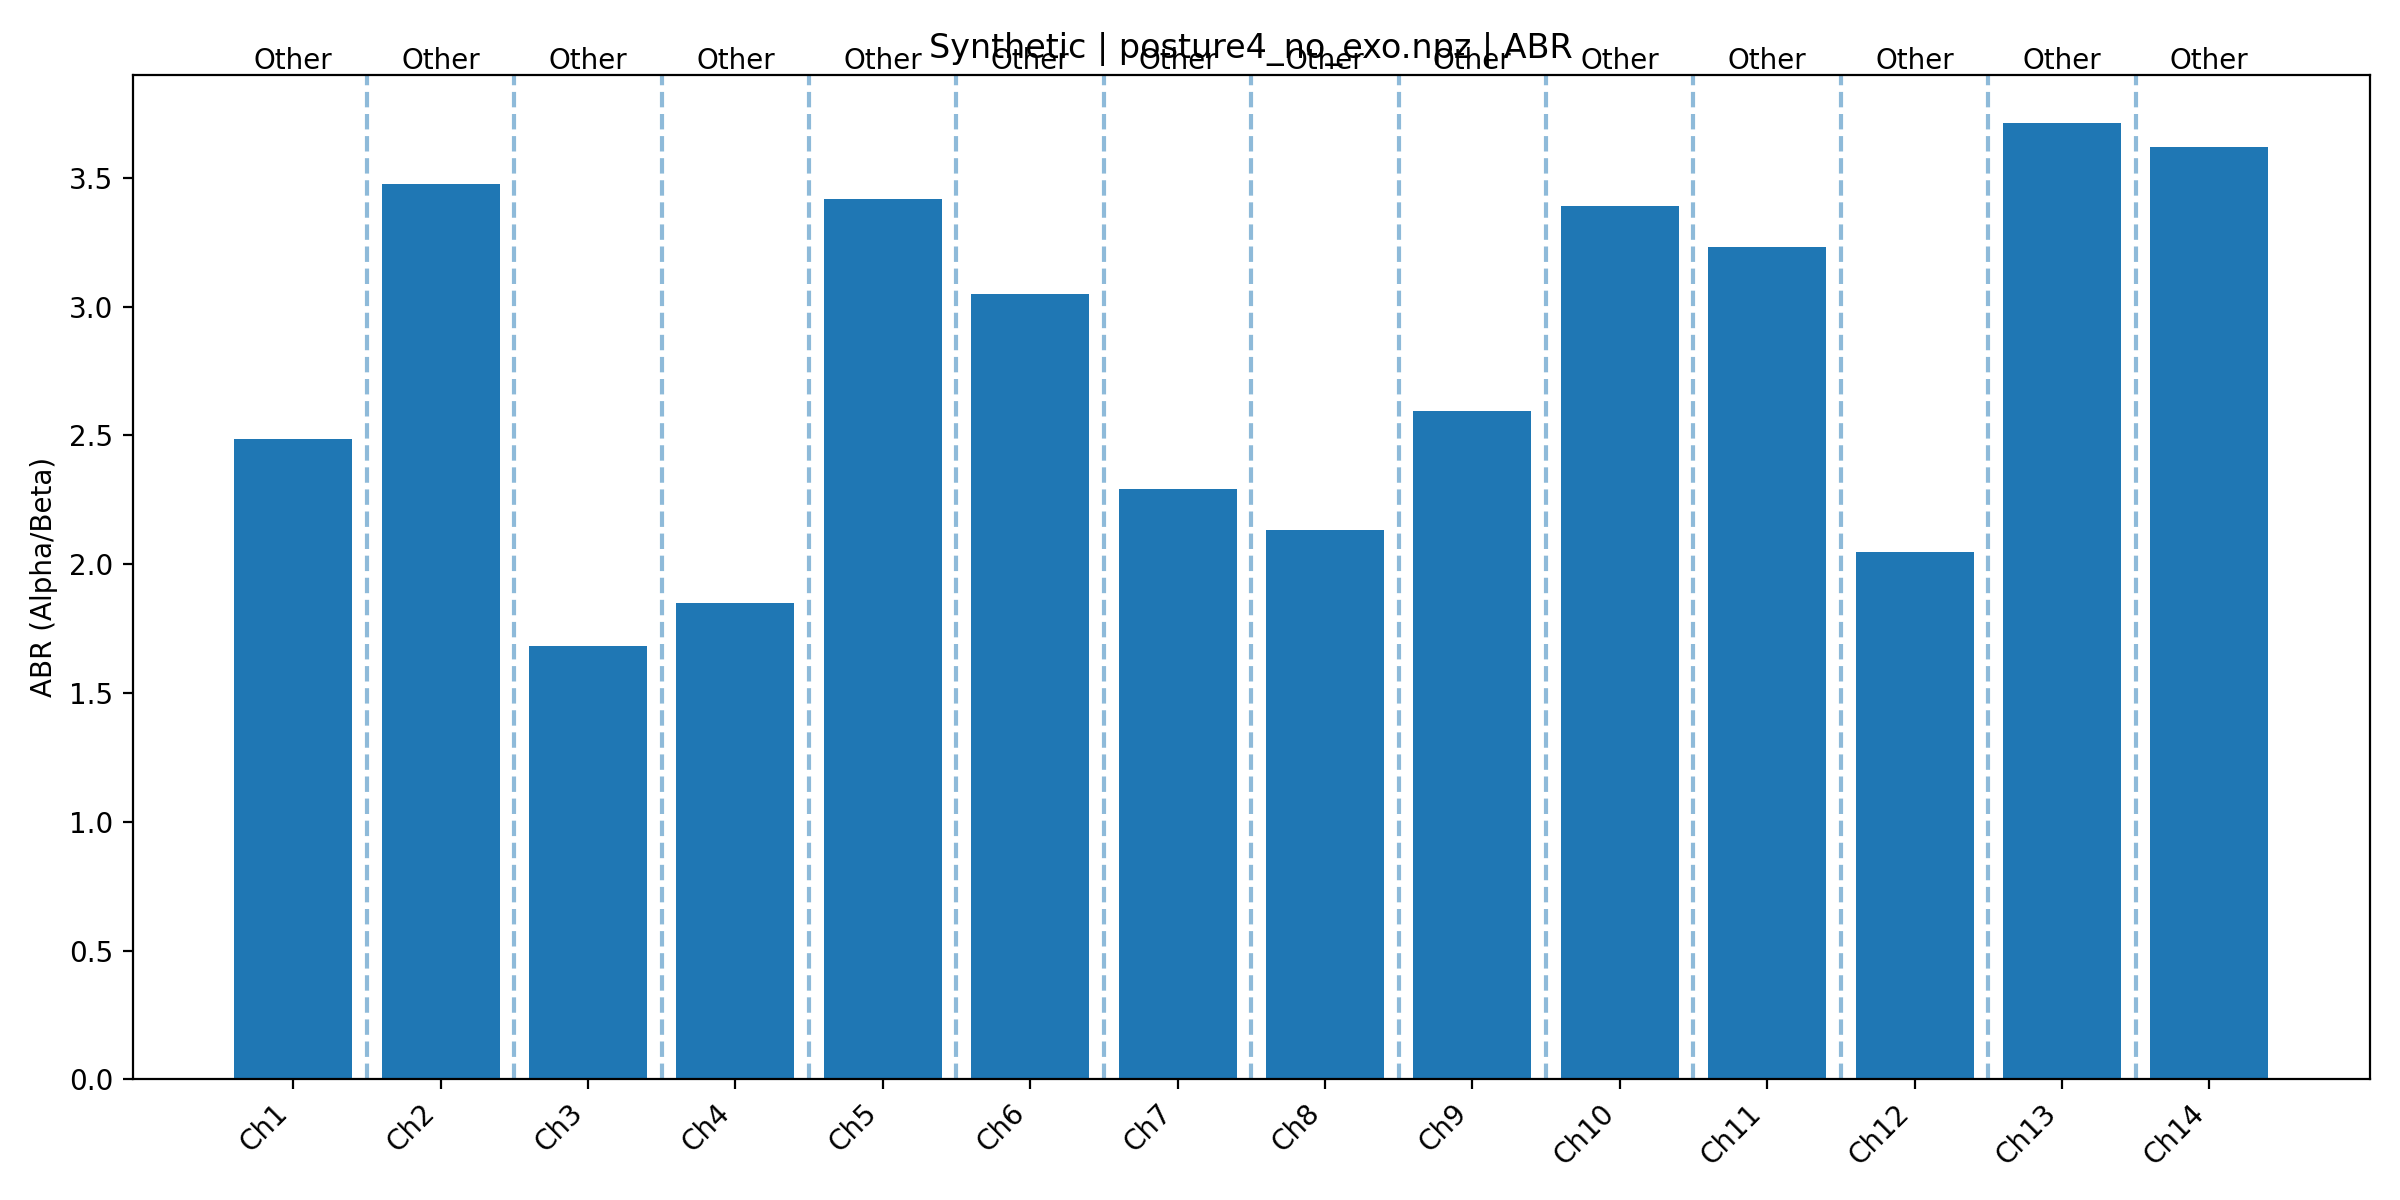 Synthetic | posture4_no_exo.npz | ABR
Other Other Other Other Other Other Other Other Other Other Other Other Other Other
ABR (Alpha/Beta)
3.5
3.0
2.5
2.0
1.5
1.0
0.5
0.0
Ch1 Ch2 Ch3 Ch4 Ch5 Ch6 Ch7 Ch8 Ch9 Ch10 Ch11 Ch12 Ch13 Ch14